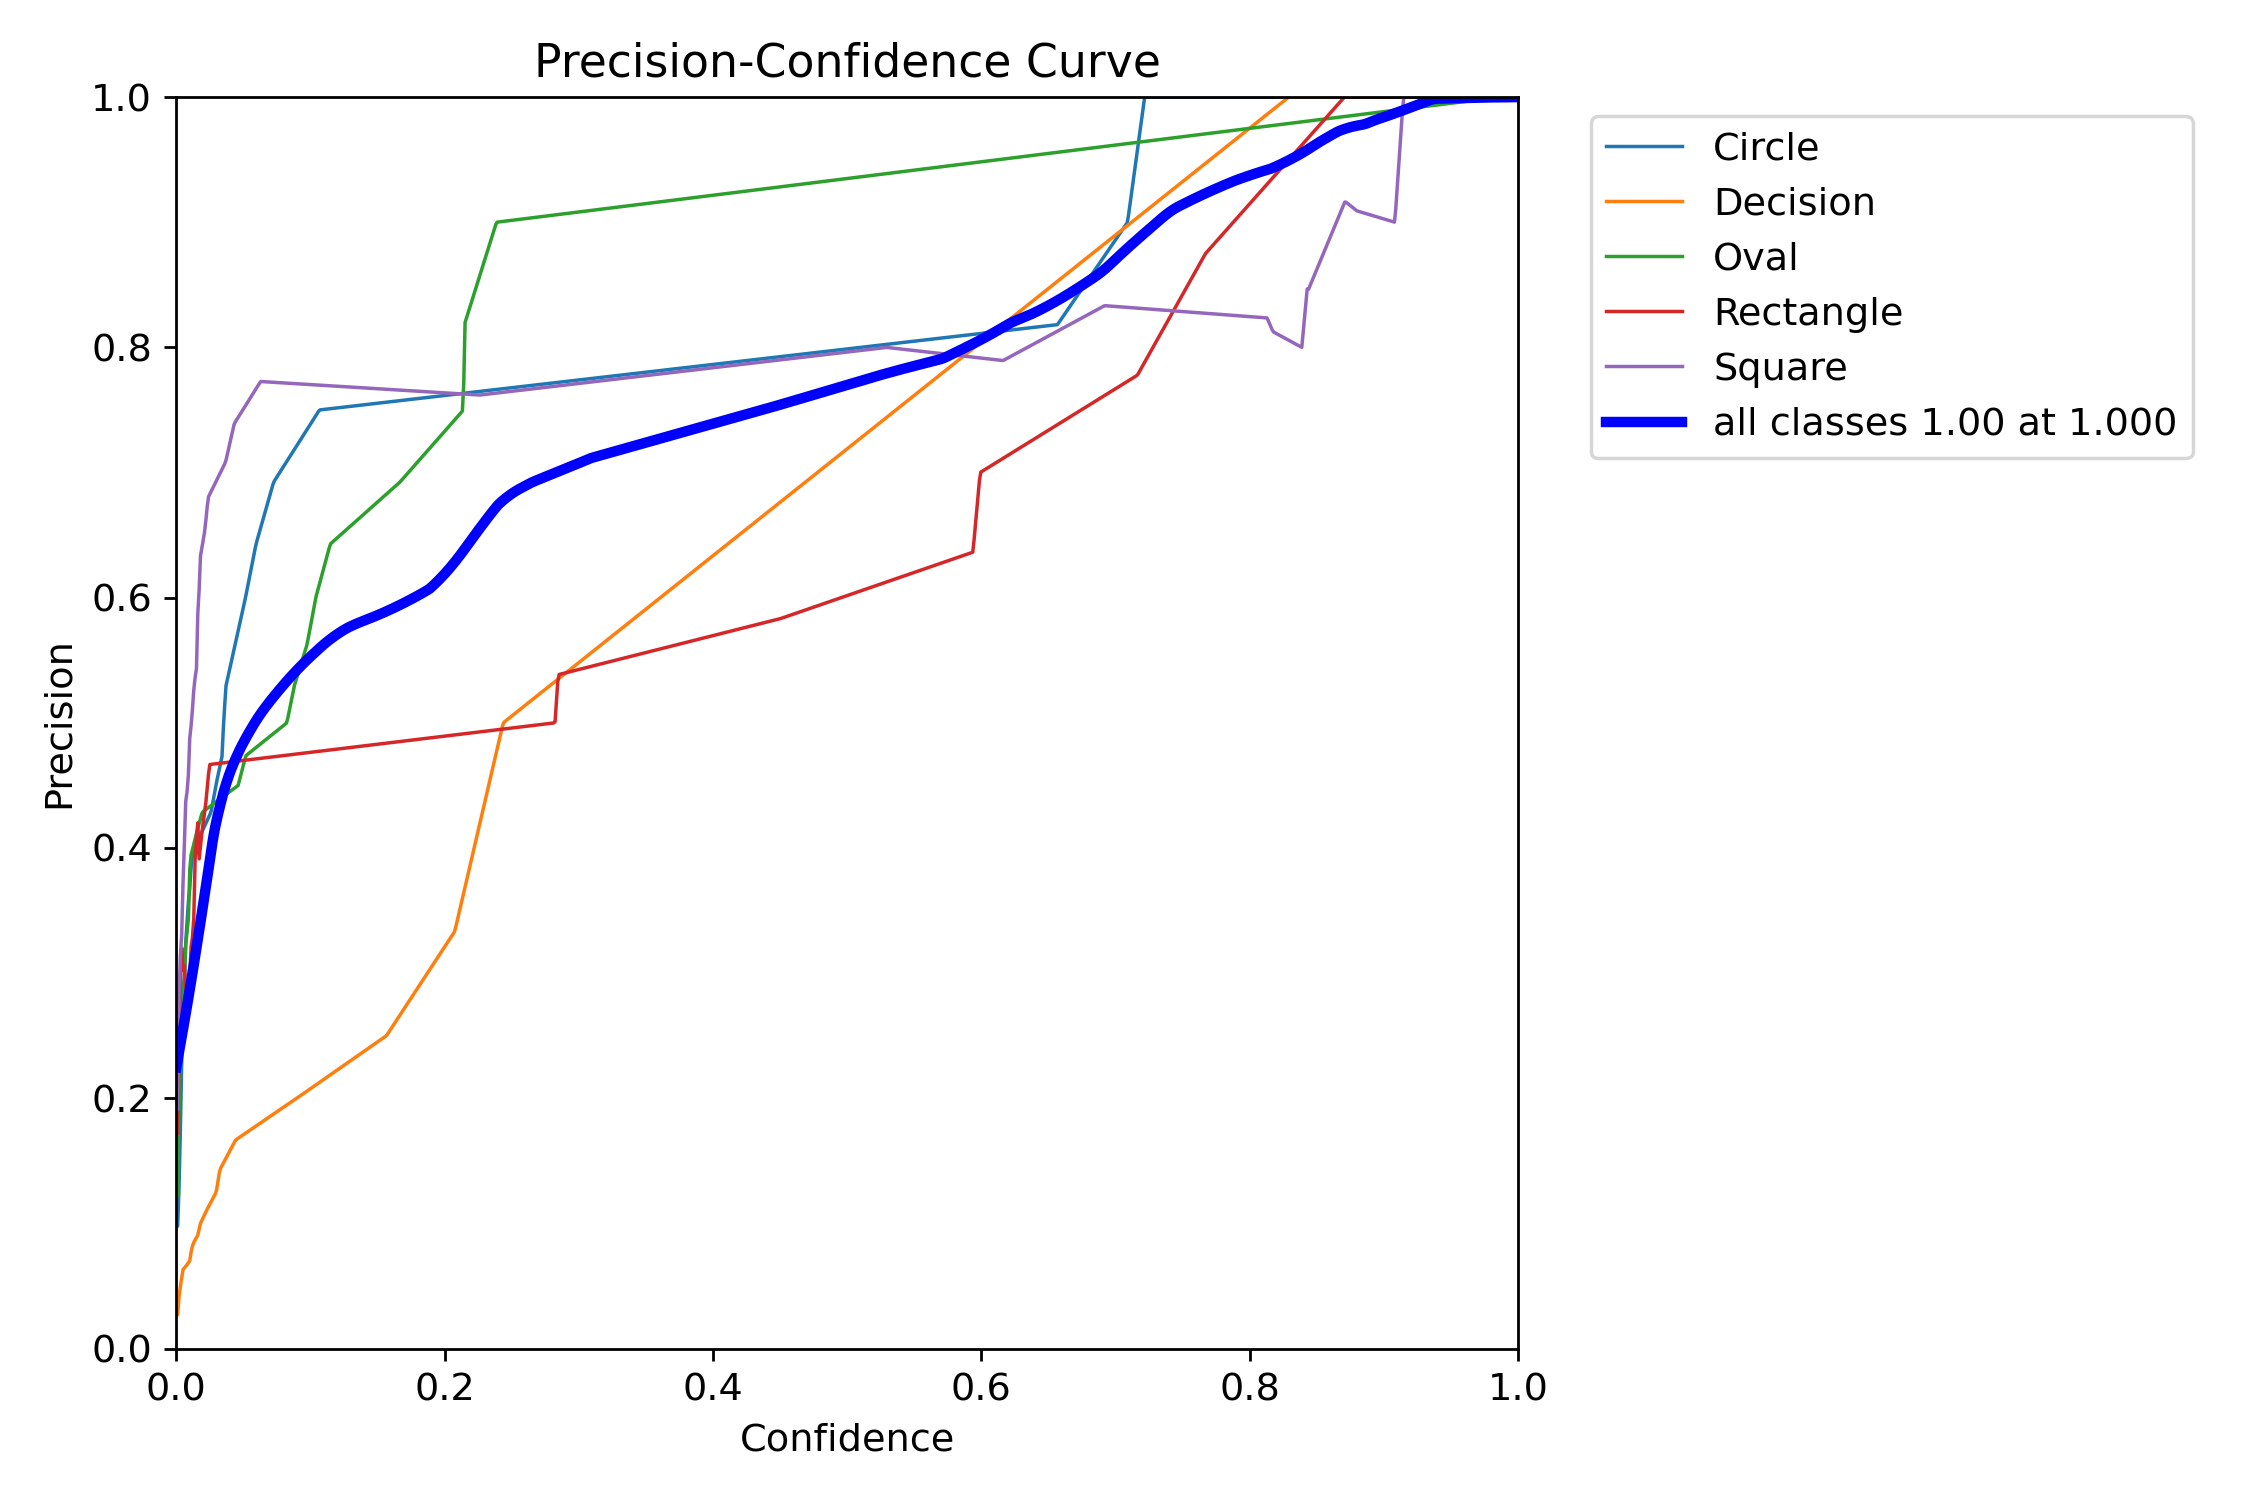 Precision-Confidence Curve
1.0
0.8
0.6
0.4
0.2
0.0
Precision
0.0 0.2 0.4 0.6 0.8 1.0
Confidence
Circle
Decision
Oval
Rectangle
Square
all classes 1.00 at 1.000